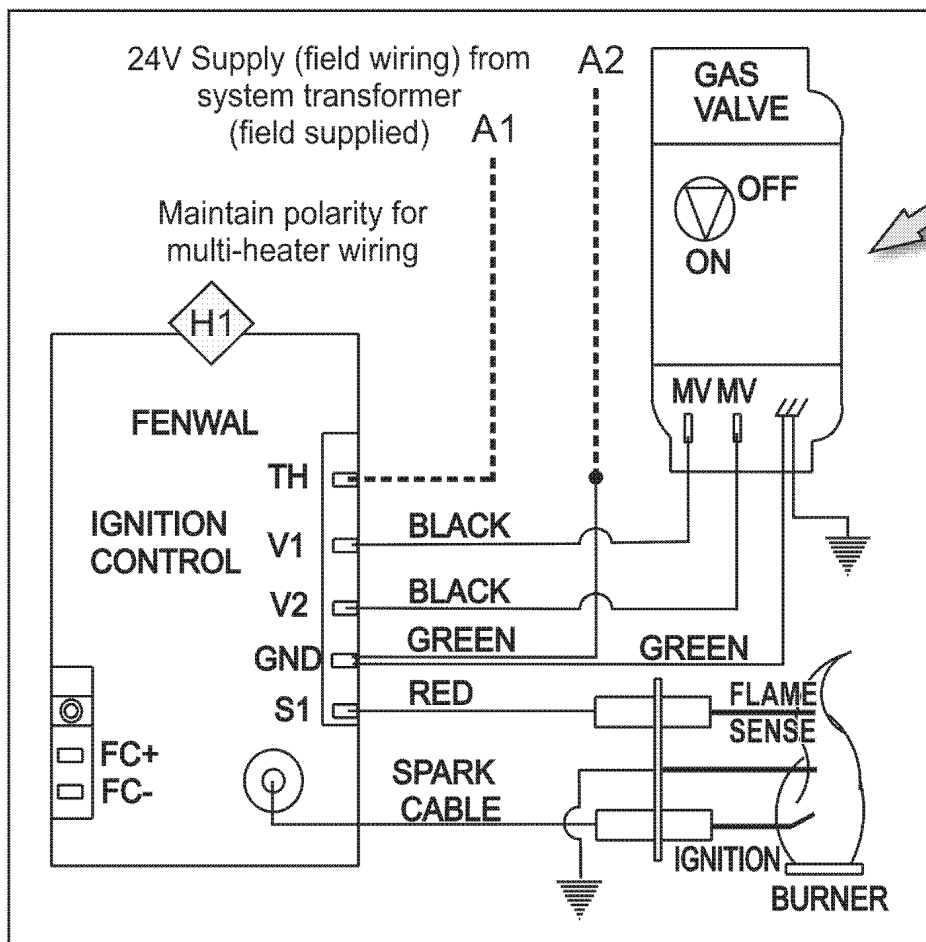 24V Supply (field wiring) from
system transformer
(field supplied)
A1
A2
Maintain polarity for
multi-heater wiring
H1
GAS
VALVE
OFF
ON
MV MV
FENWAL
IGNITION
CONTROL
TH
V1
V2
GND
S1
FC+
FC-
BLACK
BLACK
GREEN
GREEN
RED
FLAME
SENSE
SPARK
CABLE
IGNITION
BURNER